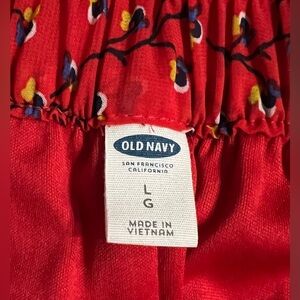 OLD NAVY
SAN FRANCISCO
CALIFORNIA
L
G
MADE IN
VIETNAM